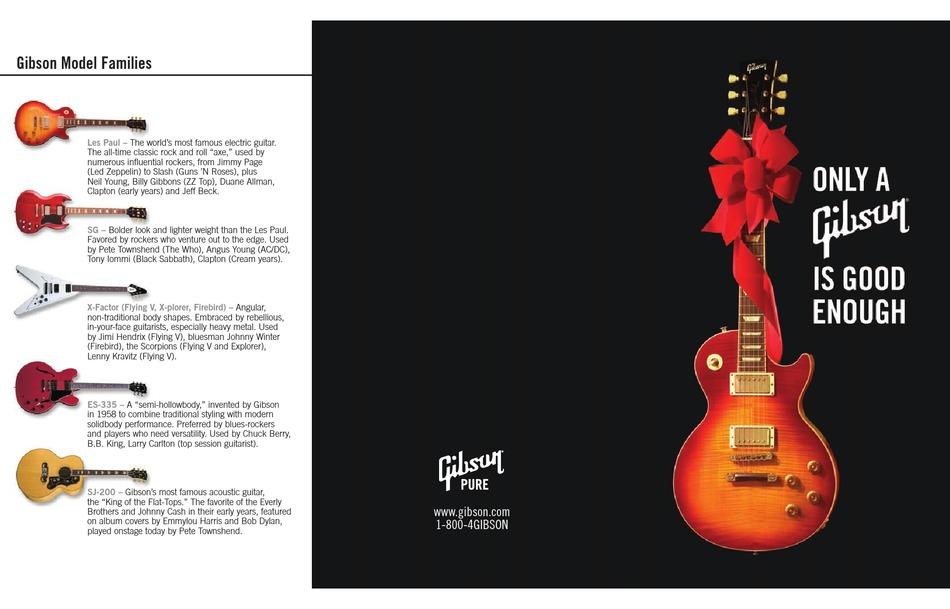 Gibson Model Families
Les Paul – The world's most famous electric guitar.
The all-time classic rock and roll "axe," used by
numerous influential rockers, from Jimmy Page
(Led Zeppelin) to Slash (Guns 'N Roses), plus
Neil Young, Billy Gibbons (ZZ Top), Duane Allman,
Clapton (early years) and Jeff Beck.
SG – Bolder look and lighter weight than the Les Paul.
Favored by rockers who venture out to the edge. Used
by Pete Townshend (The Who), Angus Young (AC/DC),
Tony Iommi (Black Sabbath), Clapton (Cream years).
X-Factor (Flying V, X-plorer, Firebird) – Angular,
non-traditional body shapes. Embraced by rebellious,
in-your-face guitarists, especially heavy metal. Used
by Jimi Hendrix (Flying V), bluesman Johnny Winter
(Firebird), the Scorpions (Flying V and Explorer),
Lenny Kravitz (Flying V).
ES-335 – A "semi-hollowbody," invented by Gibson
in 1958 to combine traditional styling with modern
solidbody performance. Preferred by blues-rockers
and players who need versatility. Used by Chuck Berry,
B.B. King, Larry Carlton (top session guitarist).
SJ-200 – Gibson's most famous acoustic guitar,
the "King of the Flat-Tops." The favorite of the Everly
Brothers and Johnny Cash in their early years, featured
on album covers by Emmylou Harris and Bob Dylan,
played onstage today by Pete Townshend.
Gibson
PURE
www.gibson.com
1-800-4GIBSON
Gibson
ONLY A
Gibson
IS GOOD
ENOUGH